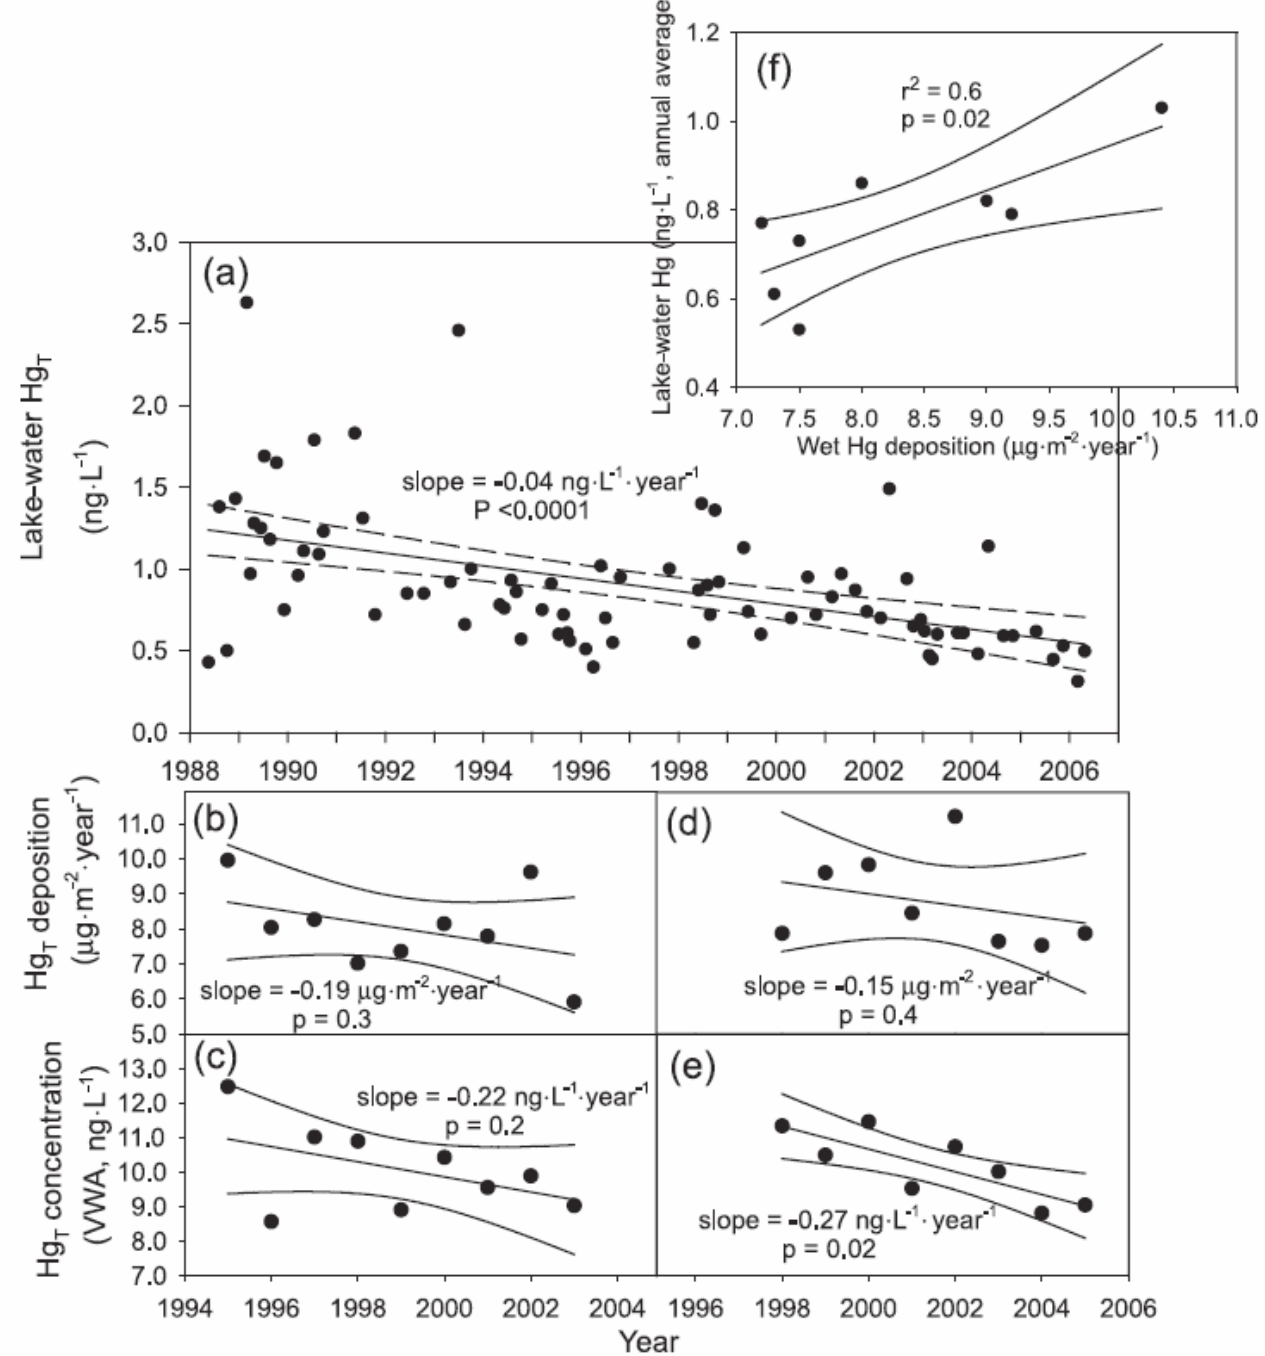 (f)
r² = 0.6
p = 0.02
1.2
1.0
0.8
0.6
0.4
Lake-water Hg (ng·L⁻¹, annual average
7.0 7.5 8.0 8.5 9.0 9.5 10.0 10.5 11.0
Wet Hg deposition (µg·m⁻²·year⁻¹)
(a)
3.0
2.5
2.0
1.5
1.0
0.5
0.0
Lake-water Hg_T
(ng·L⁻¹)
slope = -0.04 ng·L⁻¹·year⁻¹
P <0.0001
1988 1990 1992 1994 1996 1998 2000 2002 2004 2006
(b)
11.0
10.0
9.0
8.0
7.0
6.0
5.0
Hg_T deposition
(µg·m⁻²·year⁻¹)
slope = -0.19 µg·m⁻²·year⁻¹
p = 0.3
(d)
slope = -0.15 µg·m⁻²·year⁻¹
p = 0.4
(c)
13.0
12.0
11.0
10.0
9.0
8.0
7.0
Hg_T concentration
(VWA, ng·L⁻¹)
slope = -0.22 ng·L⁻¹·year⁻¹
p = 0.2
(e)
slope = -0.27 ng·L⁻¹·year⁻¹
p = 0.02
1994 1996 1998 2000 2002 2004 1996 1998 2000 2002 2004 2006
Year